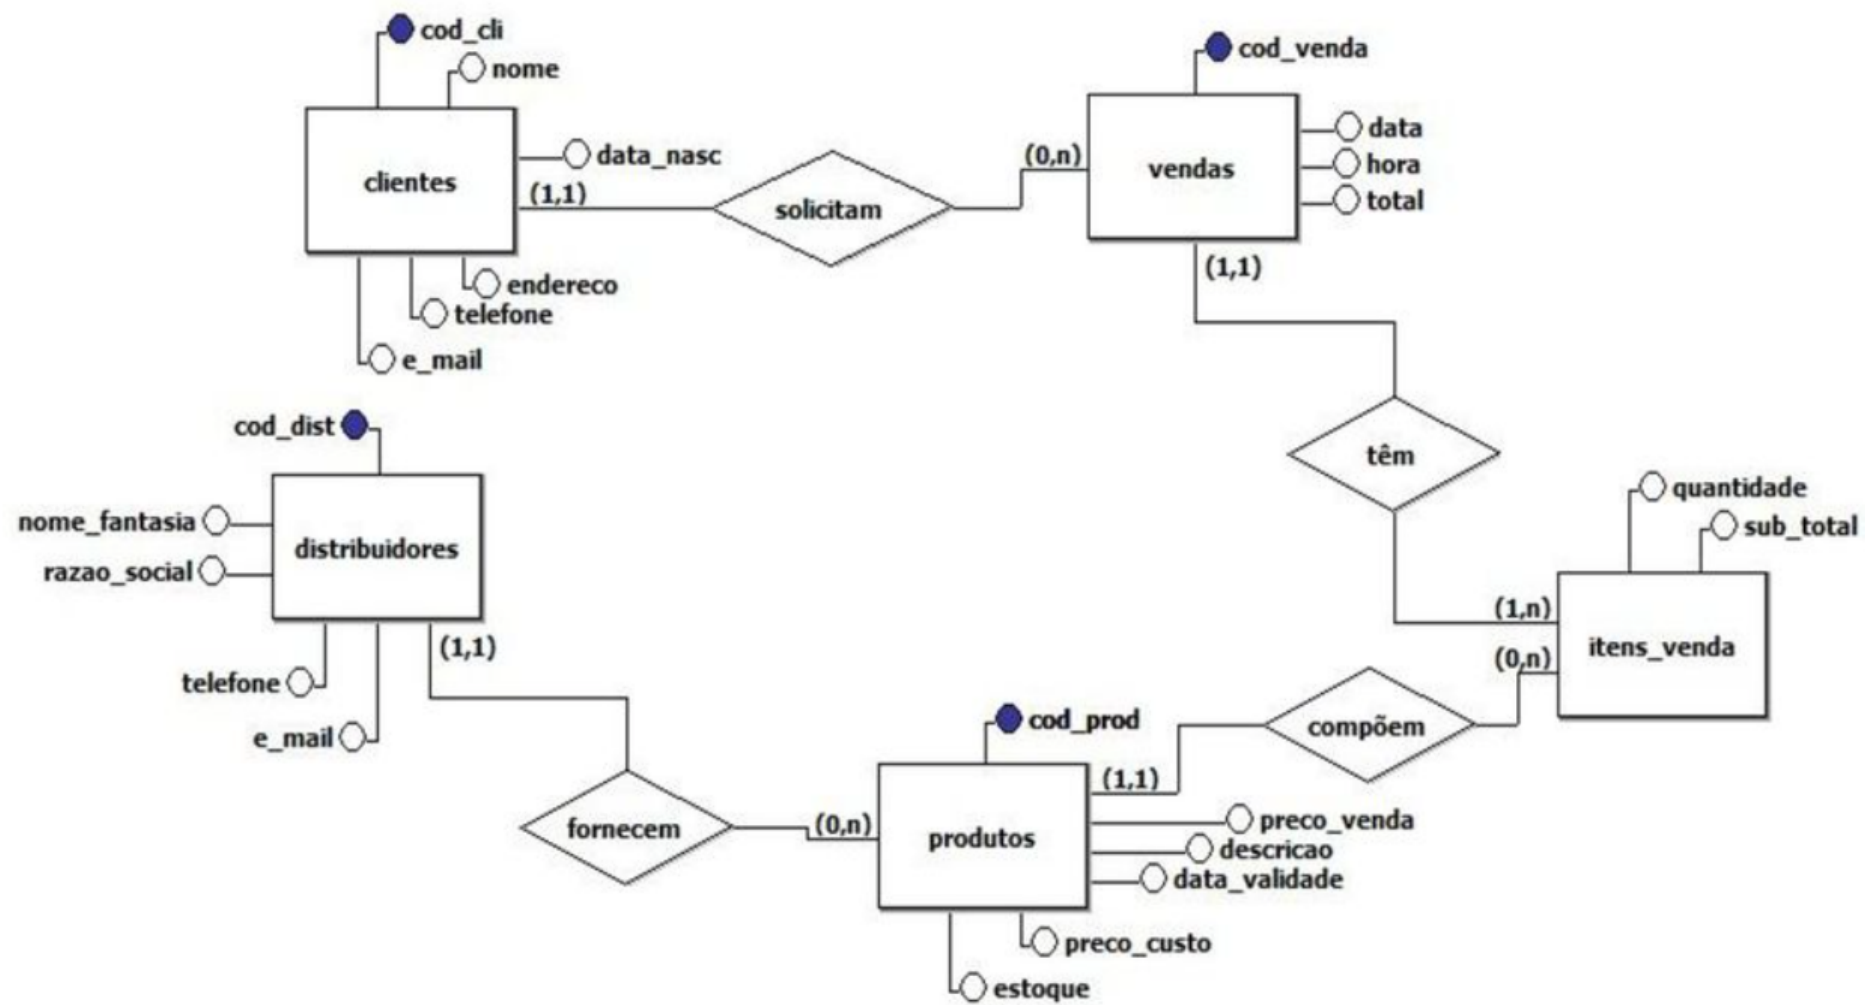 cod_cli
nome
clientes
data_nasc
(1,1)
endereco
telefone
e_mail
solicitam
(0,n)
cod_venda
vendas
data
hora
total
(1,1)
têm
(1,n)
quantidade
sub_total
itens_venda
(0,n)
compõem
cod_dist
nome_fantasia
razao_social
distribuidores
telefone
e_mail
(1,1)
fornecem
(0,n)
cod_prod
produtos
(1,1)
preco_venda
descricao
data_validade
preco_custo
estoque